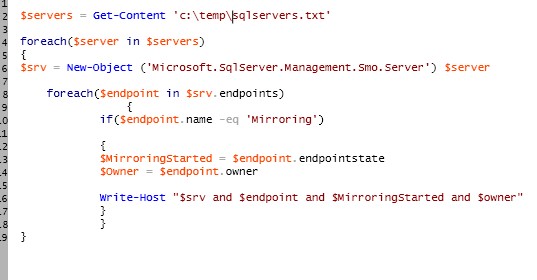 1
2 $servers = Get-Content 'c:\temp\sqlservers.txt'
3
4 foreach($server in $servers)
5 {
6 $srv = New-Object ('Microsoft.SqlServer.Management.Smo.Server') $server
7
8 foreach($endpoint in $srv.endpoints)
9 {
0 if($endpoint.name -eq 'Mirroring')
1
2 {
3 $MirroringStarted = $endpoint.endpointstate
4 $Owner = $endpoint.owner
5
6 Write-Host "$srv and $endpoint and $MirroringStarted and $owner"
7 }
8 }
9 }